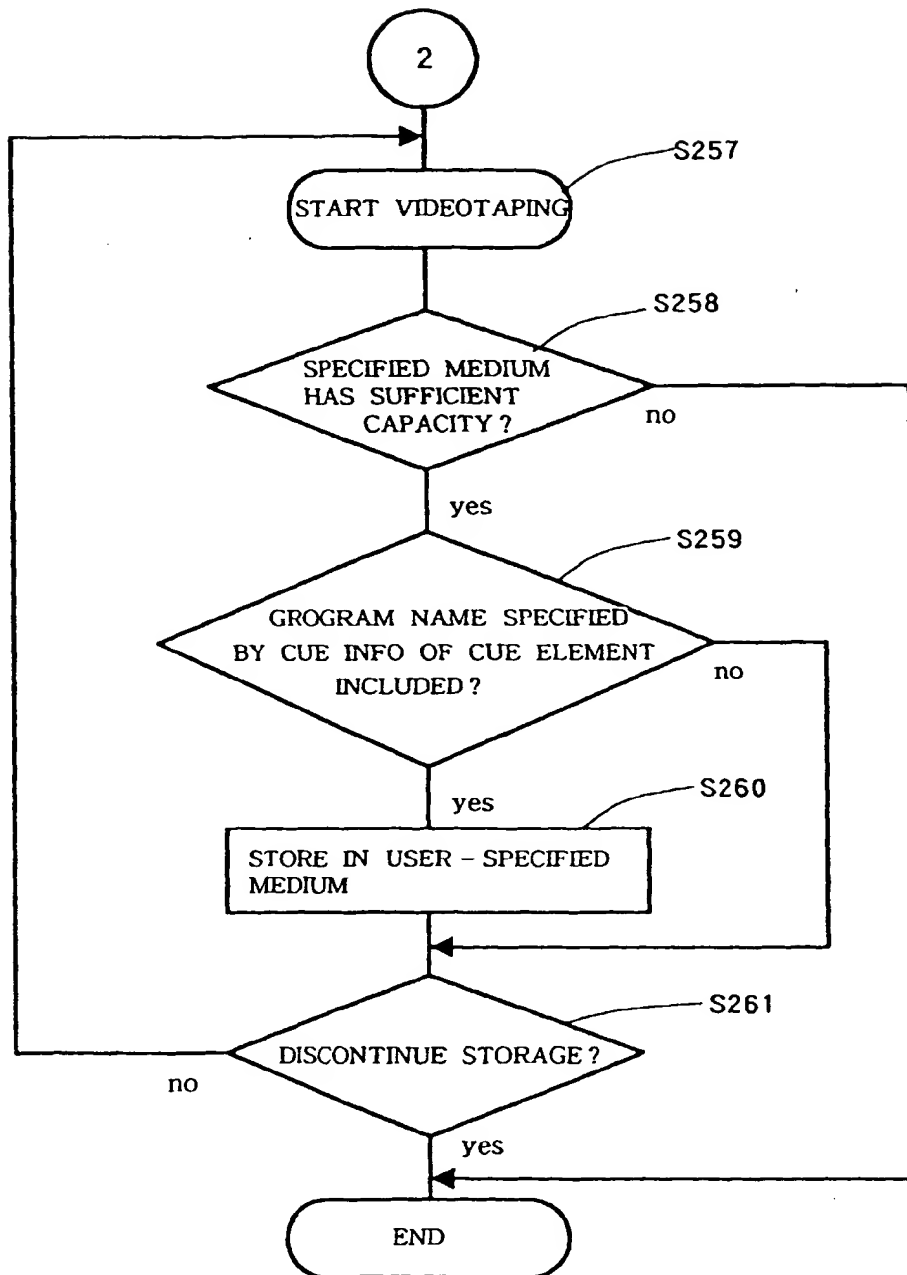 2
S257
START VIDEOTAPING
S258
SPECIFIED MEDIUM
HAS SUFFICIENT
CAPACITY?
no
yes
S259
GROGRAM NAME SPECIFIED
BY CUE INFO OF CUE ELEMENT
INCLUDED?
no
yes
S260
STORE IN USER – SPECIFIED
MEDIUM
S261
DISCONTINUE STORAGE?
no
yes
END